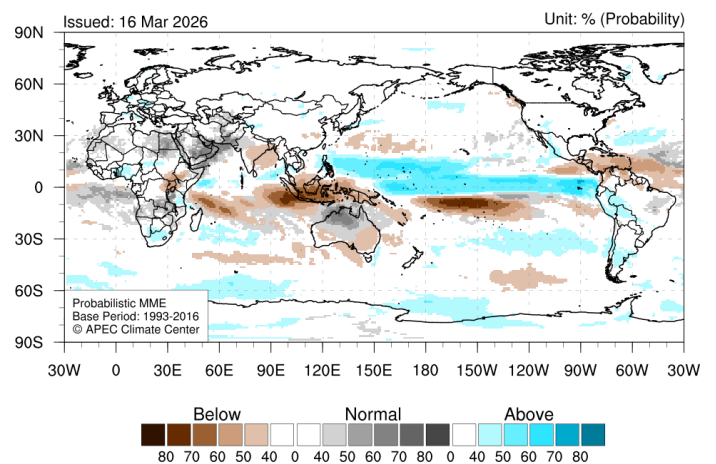 Issued: 16 Mar 2026
Unit: % (Probability)
90N
60N
30N
0
30S
60S
90S
Probabilistic MME
Base Period: 1993-2016
© APEC Climate Center
30W 0 30E 60E 90E 120E 150E 180 150W 120W 90W 60W 30W
Below Normal Above
80 70 60 50 40 0 40 50 60 70 80 0 40 50 60 70 80